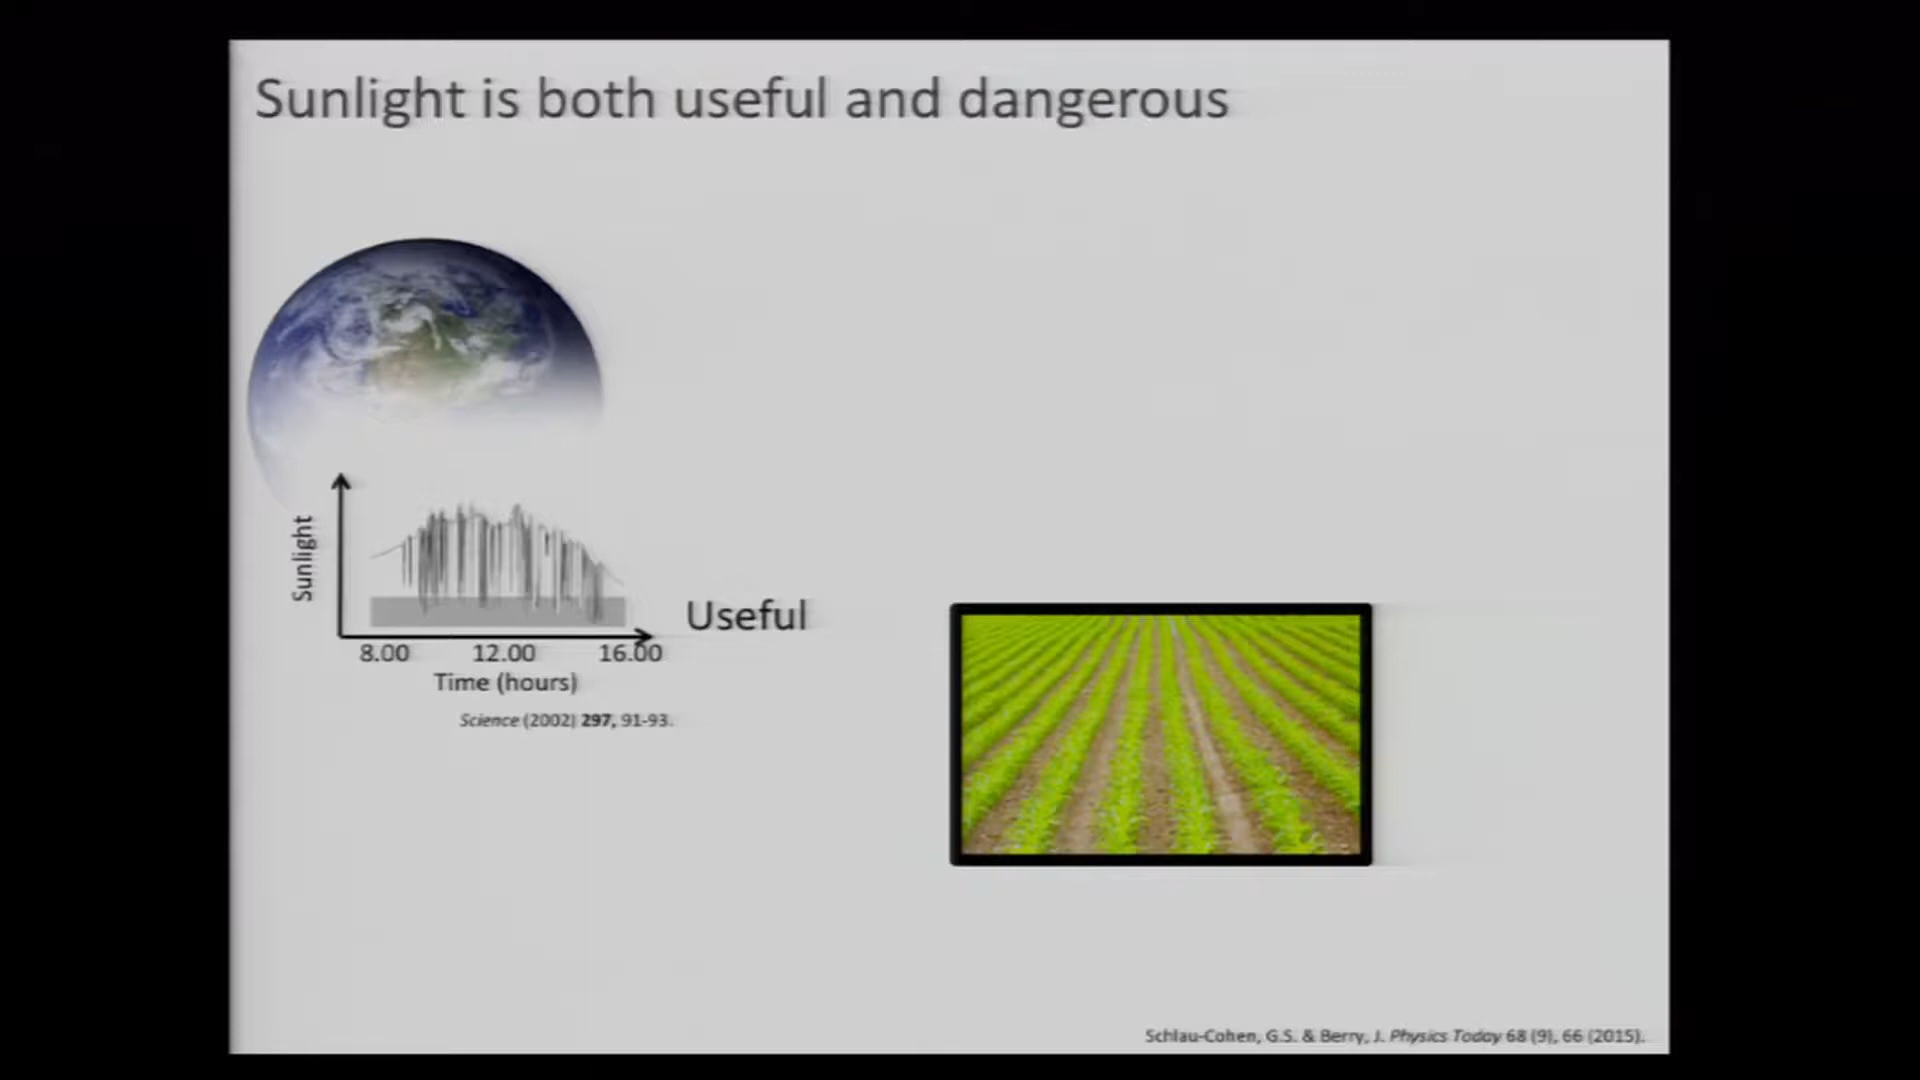 Sunlight is both useful and dangerous
Sunlight
8.00 12.00 16.00
Time (hours)
Science (2002) 297, 91-93.
Useful
Schlau-Cohen, G.S. & Berry, J. Physics Today 68 (9), 66 (2015).